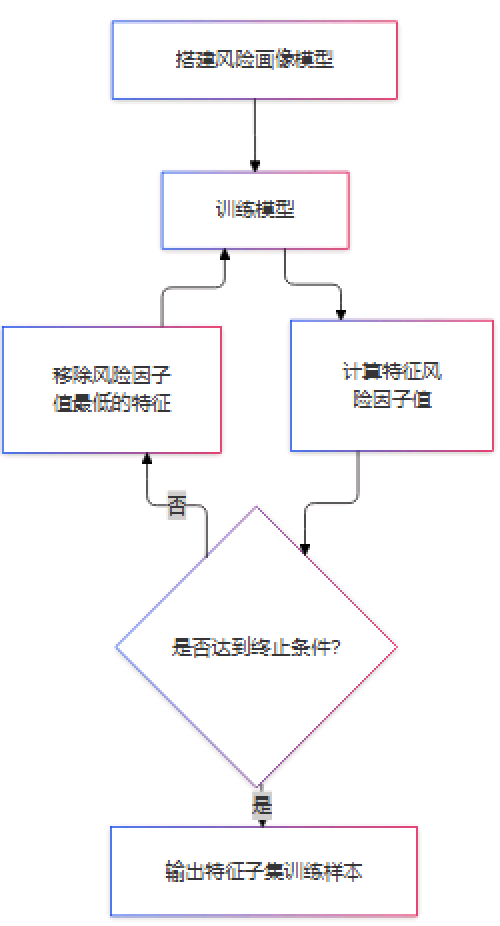 搭建风险画像模型
训练模型
移除风险因子
值最低的特征
计算特征风
险因子值
否
是否达到终止条件?
是
输出特征子集训练样本